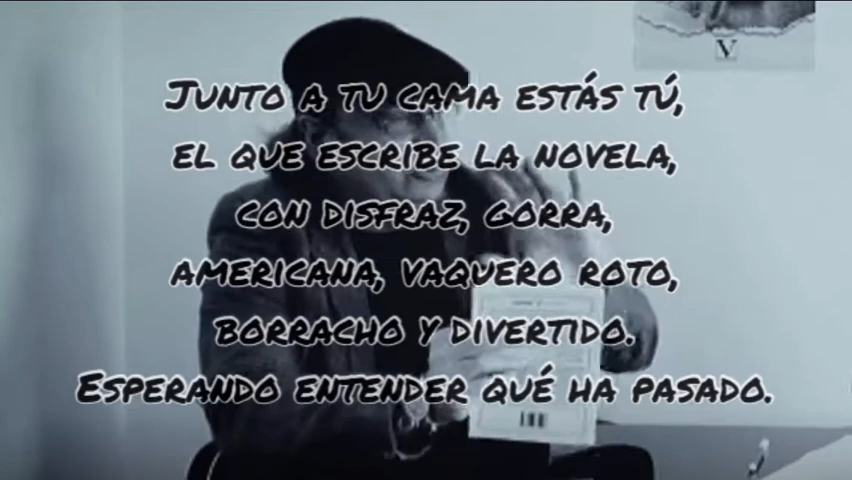 V
Junto a tu cama estás tú,
el que escribe la novela,
con disfraz, gorra,
americana, vaquero roto,
borracho y divertido.
Esperando entender qué ha pasado.